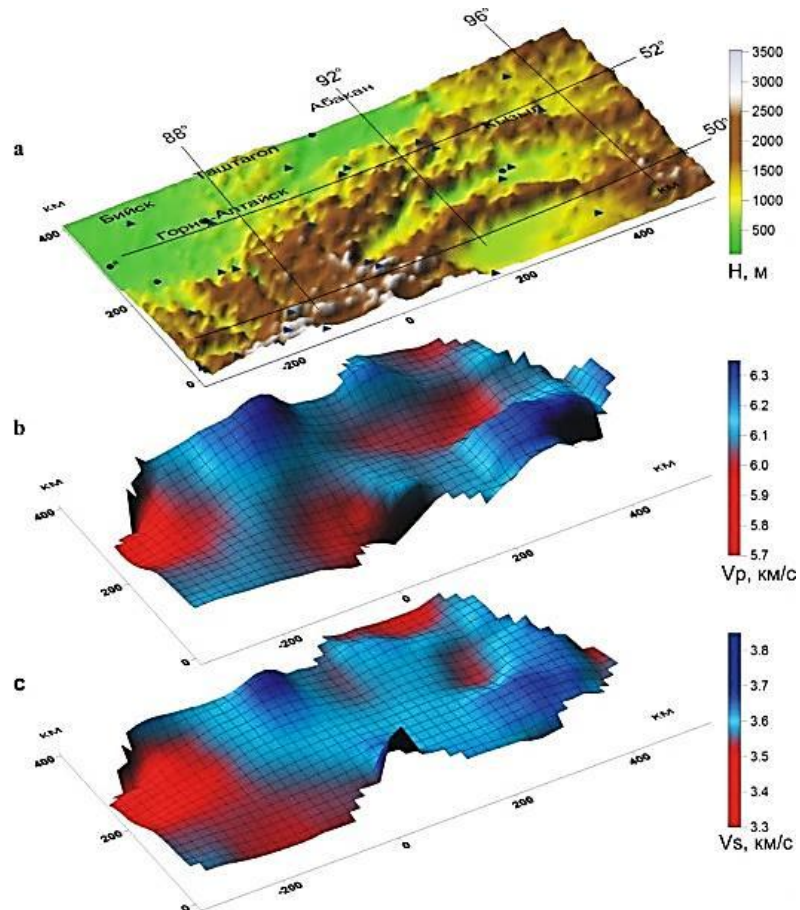 a
88°
92°
96°
52°
50°
Абакан
Таштагол
Кызыл
Бийск
Горно-Алтайск
км
400
200
0
-200
0
200
400
км
3500
3000
2500
2000
1500
1000
500
H, м
b
км
400
200
0
-200
0
200
400
км
6.3
6.2
6.1
6.0
5.9
5.8
5.7
Vp, км/с
c
км
400
200
0
-200
0
200
400
км
3.8
3.7
3.6
3.5
3.4
3.3
Vs, км/с